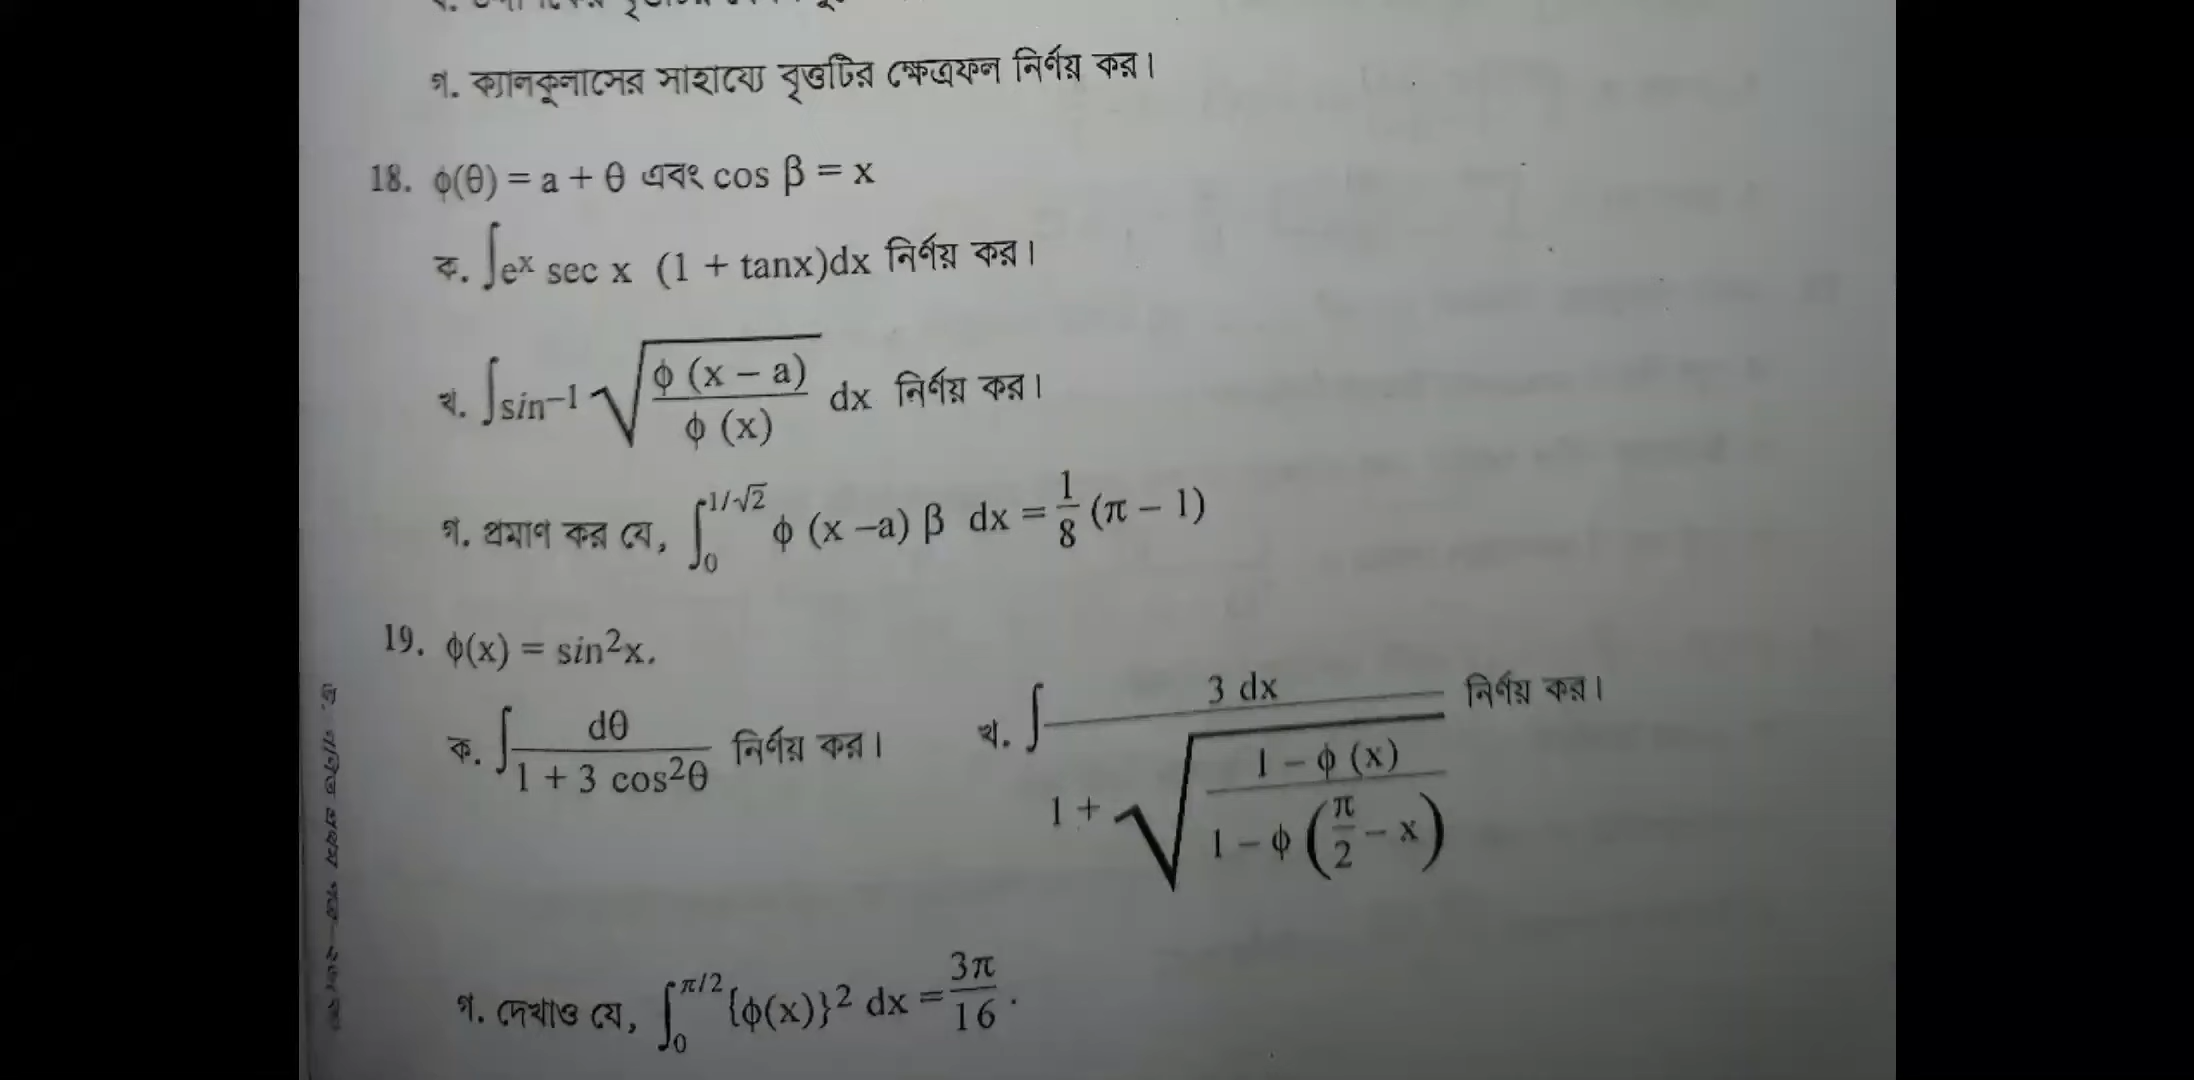 গ. ক্যালকুলাসের সাহায্যে বৃত্তটির ক্ষেত্রফল নির্ণয় কর।
18. ϕ(θ) = a + θ এবং cos β = x
ক. ∫eˣ sec x (1 + tanx)dx নির্ণয় কর।
খ. ∫sin⁻¹ √(ϕ (x – a) / ϕ (x)) dx নির্ণয় কর।
গ. প্রমাণ কর যে, ∫₀^(1/√2) ϕ (x –a) β dx = 1/8 (π – 1)
19. ϕ(x) = sin²x.
ক. ∫ dθ / (1 + 3 cos²θ) নির্ণয় কর। খ. ∫ 3 dx / (1 + √((1 – ϕ (x)) / (1 – ϕ (π/2 – x)))) নির্ণয় কর।
গ. দেখাও যে, ∫₀^(π/2) {ϕ(x)}² dx = 3π/16.